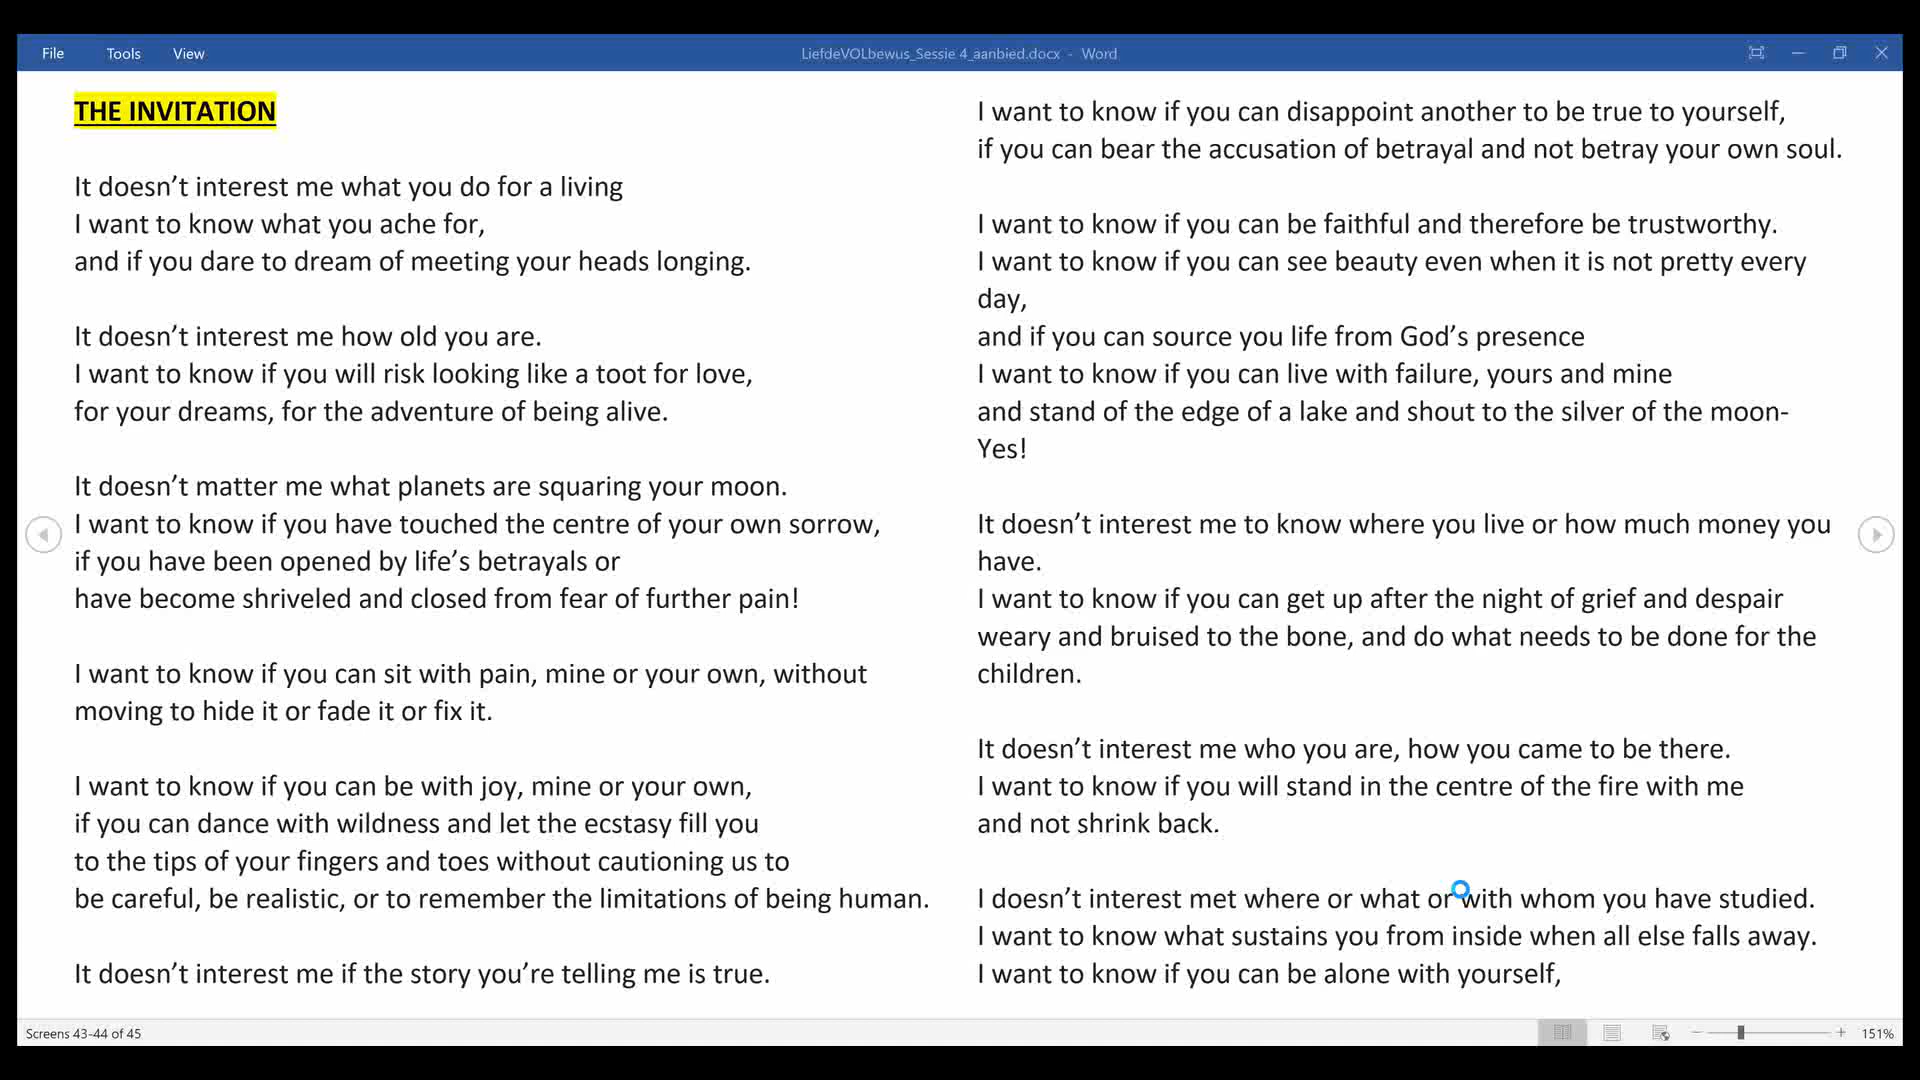 File Tools View LiefdeVOLbewus_Sessie 4_aanbied.docx - Word
THE INVITATION
It doesn't interest me what you do for a living
I want to know what you ache for,
and if you dare to dream of meeting your heads longing.
It doesn't interest me how old you are.
I want to know if you will risk looking like a toot for love,
for your dreams, for the adventure of being alive.
It doesn't matter me what planets are squaring your moon.
I want to know if you have touched the centre of your own sorrow,
if you have been opened by life's betrayals or
have become shriveled and closed from fear of further pain!
I want to know if you can sit with pain, mine or your own, without
moving to hide it or fade it or fix it.
I want to know if you can be with joy, mine or your own,
if you can dance with wildness and let the ecstasy fill you
to the tips of your fingers and toes without cautioning us to
be careful, be realistic, or to remember the limitations of being human.
It doesn't interest me if the story you're telling me is true.
I want to know if you can disappoint another to be true to yourself,
if you can bear the accusation of betrayal and not betray your own soul.
I want to know if you can be faithful and therefore be trustworthy.
I want to know if you can see beauty even when it is not pretty every
day,
and if you can source you life from God's presence
I want to know if you can live with failure, yours and mine
and stand of the edge of a lake and shout to the silver of the moon-
Yes!
It doesn't interest me to know where you live or how much money you
have.
I want to know if you can get up after the night of grief and despair
weary and bruised to the bone, and do what needs to be done for the
children.
It doesn't interest me who you are, how you came to be there.
I want to know if you will stand in the centre of the fire with me
and not shrink back.
I doesn't interest met where or what or with whom you have studied.
I want to know what sustains you from inside when all else falls away.
I want to know if you can be alone with yourself,
Screens 43-44 of 45
151%